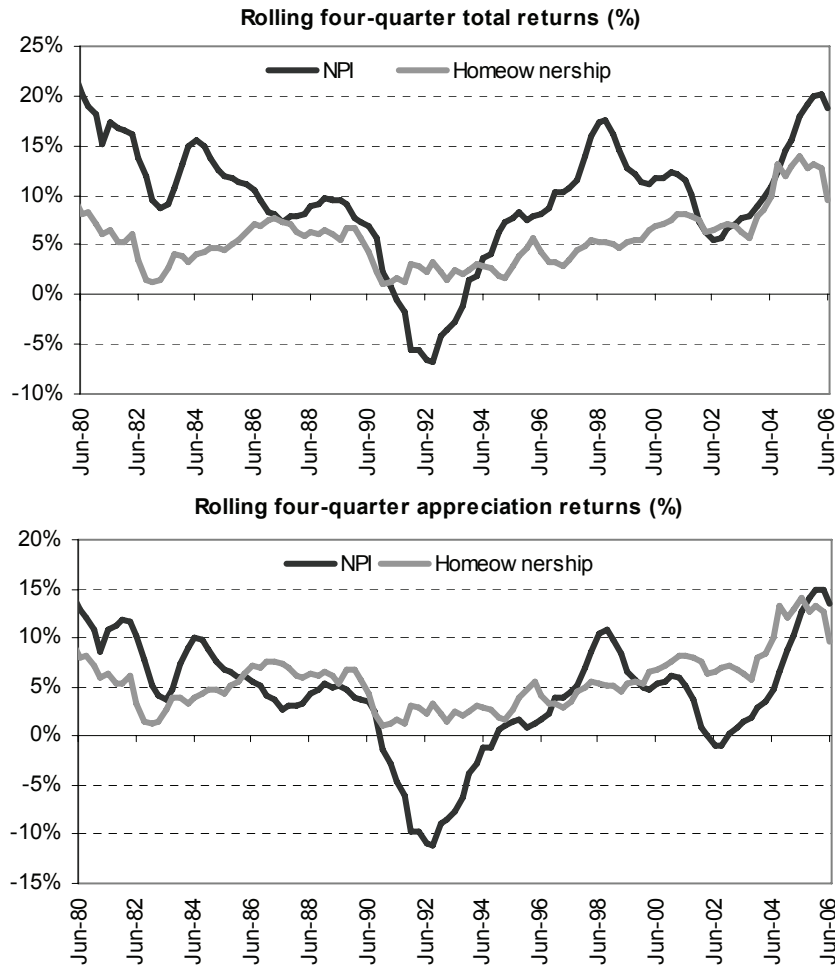 Rolling four-quarter total returns (%)
25%
NPI Homeow nership
20%
15%
10%
5%
0%
-5%
-10%
Jun-80 Jun-82 Jun-84 Jun-86 Jun-88 Jun-90 Jun-92 Jun-94 Jun-96 Jun-98 Jun-00 Jun-02 Jun-04 Jun-06
Rolling four-quarter appreciation returns (%)
20%
NPI Homeow nership
15%
10%
5%
0%
-5%
-10%
-15%
Jun-80 Jun-82 Jun-84 Jun-86 Jun-88 Jun-90 Jun-92 Jun-94 Jun-96 Jun-98 Jun-00 Jun-02 Jun-04 Jun-06